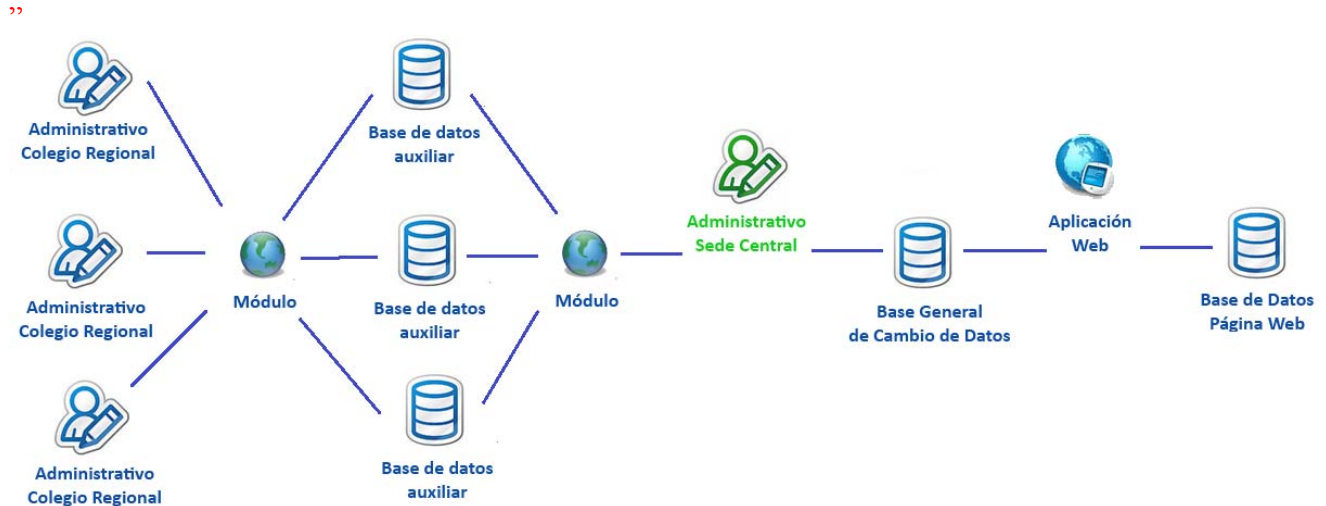 ”
Administrativo
Colegio Regional
Base de datos
auxiliar
Administrativo
Colegio Regional
Módulo
Base de datos
auxiliar
Módulo
Administrativo
Sede Central
Base General
de Cambio de Datos
Aplicación
Web
Base de Datos
Página Web
Administrativo
Colegio Regional
Base de datos
auxiliar